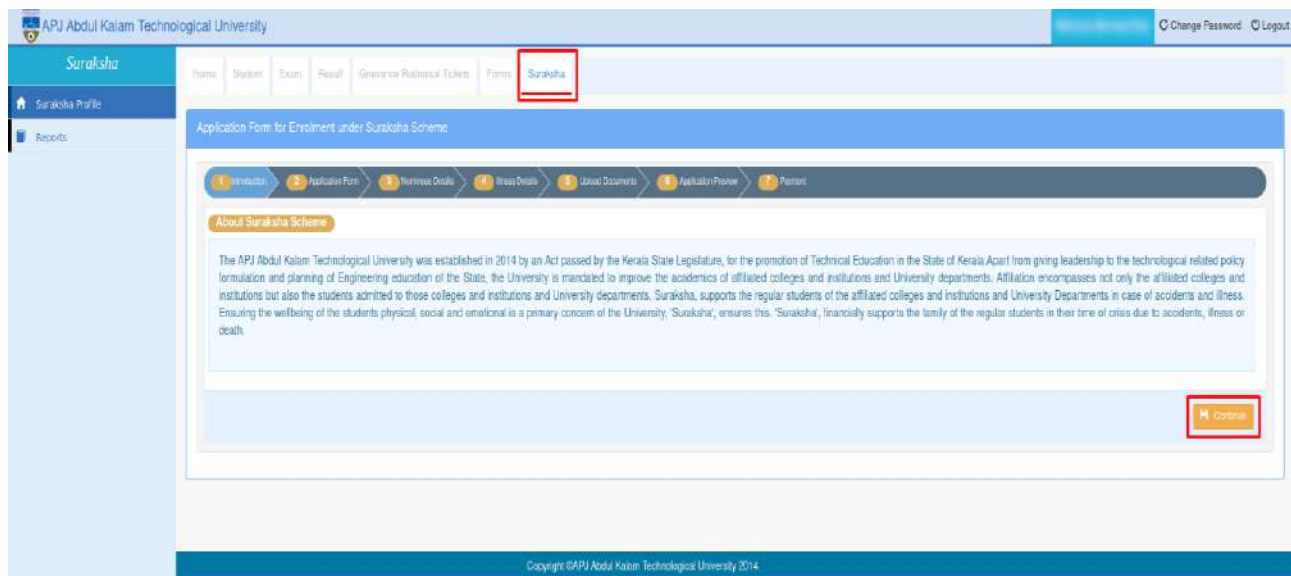 APJ Abdul Kalam Technological University
Change Password Logout
Suraksha
Home Student Exam Result Grievance Redressal Tickets Forms Suraksha
Suraksha Profile
Reports
Application Form for Enrolment under Suraksha Scheme
1 Introduction 2 Application Form 3 Nominees Details 4 Illness Details 5 Upload Documents 6 Application Preview 7 Payment
About Suraksha Scheme
The APJ Abdul Kalam Technological University was established in 2014 by an Act passed by the Kerala State Legislature, for the promotion of Technical Education in the State of Kerala.Apart from giving leadership to the technological related policy
formulation and planning of Engineering education of the State, the University is mandated to improve the academics of affiliated colleges and institutions and University departments. Affiliation encompasses not only the affiliated colleges and
institutions but also the students admitted to those colleges and institutions and University departments. Suraksha, supports the regular students of the affiliated colleges and institutions and University Departments in case of accidents and illness.
Ensuring the wellbeing of the students physical, social and emotional is a primary concern of the University, 'Suraksha', ensures this. 'Suraksha', financially supports the family of the regular students in their time of crisis due to accidents, illness or
death.
Continue
Copyright ©APJ Abdul Kalam Technological University 2014.